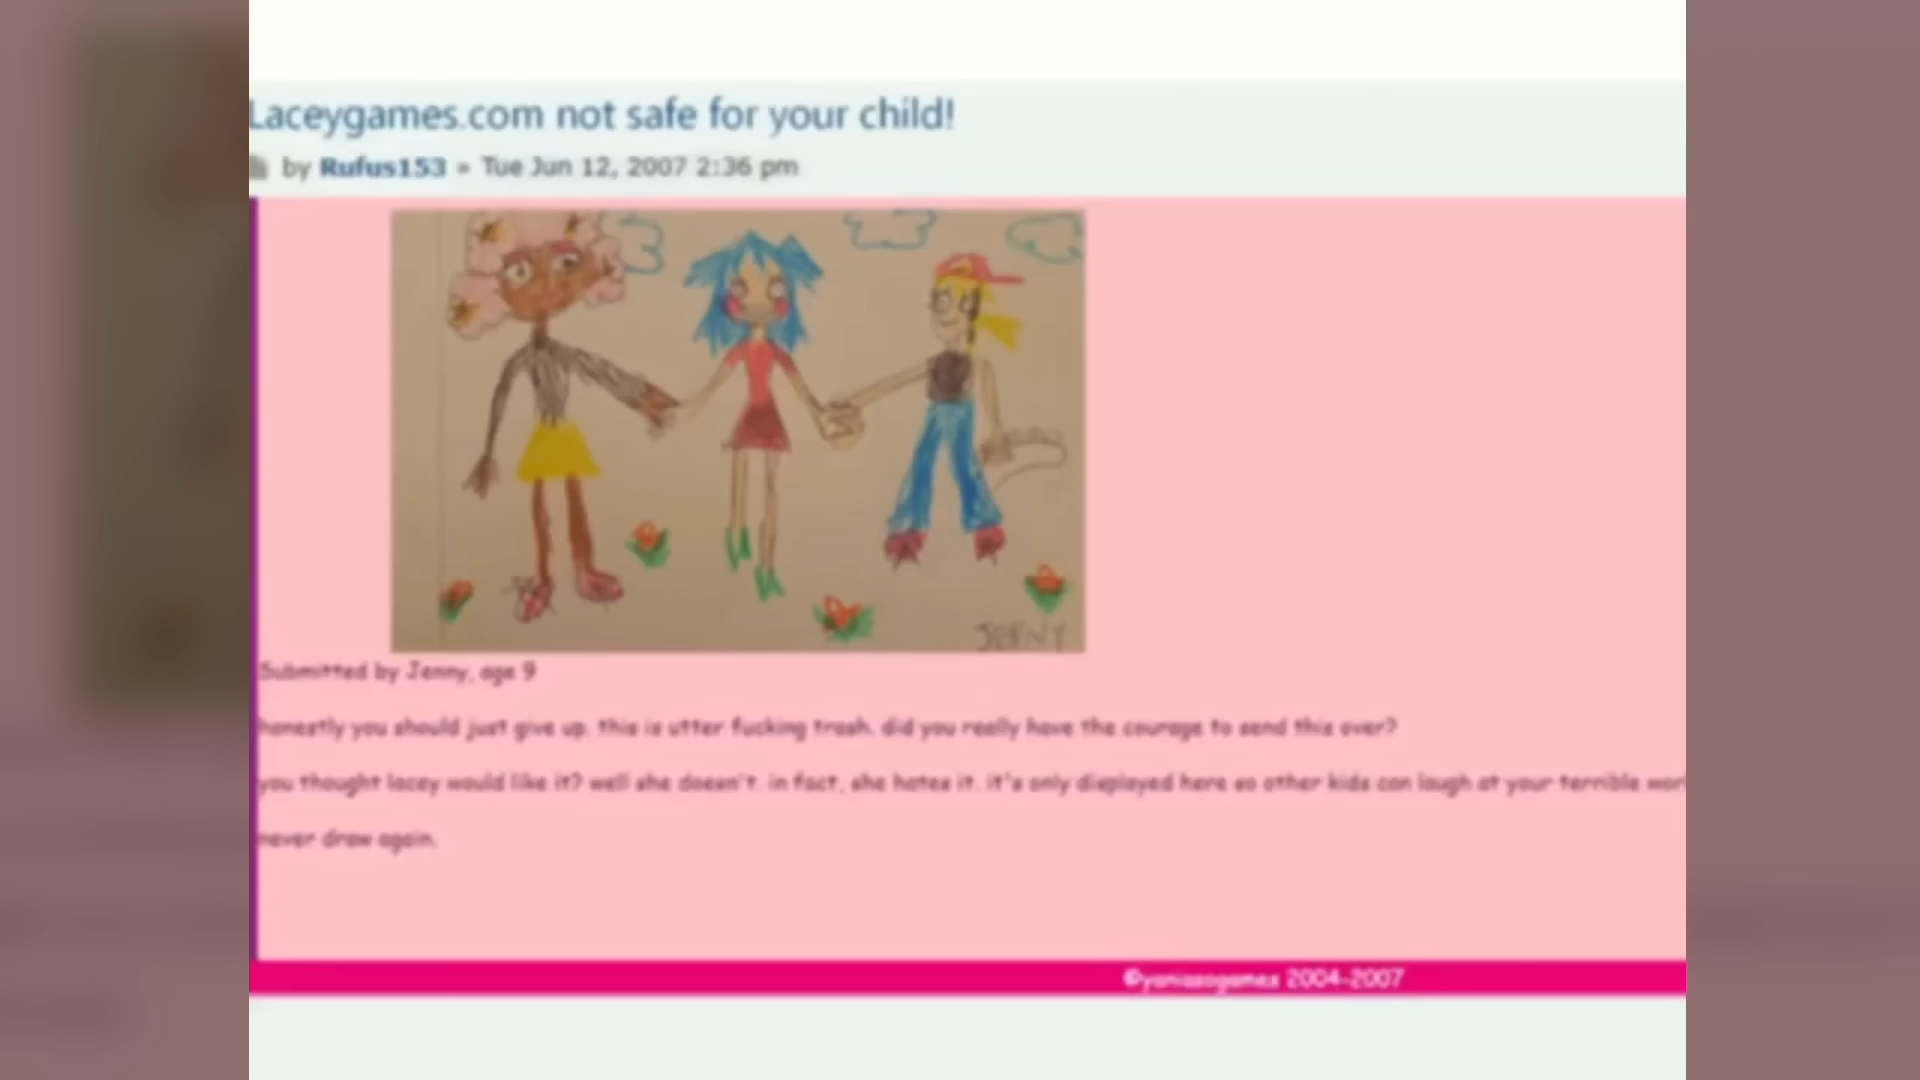 Laceygames.com not safe for your child!
by Rufus153 » Tue Jun 12, 2007 2:36 pm
JENNY
Submitted by Jenny, age 9
honestly you should just give up. this is utter fucking trash. did you really have the courage to send this over?
you thought lacey would like it? well she doesn't. in fact, she hates it. it's only displayed here so other kids can laugh at your terrible wor
never draw again.
©yaniasogames 2004-2007